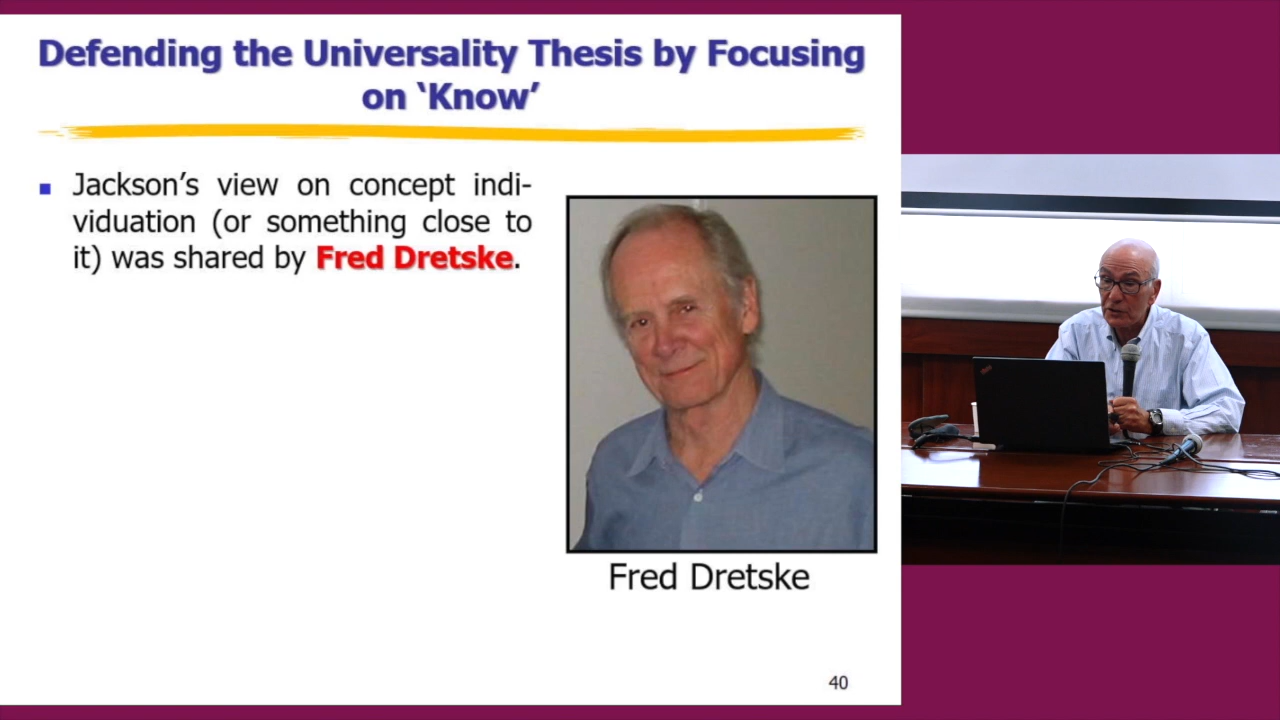 Defending the Universality Thesis by Focusing
on ‘Know’
Jackson’s view on concept indi-
viduation (or something close to
it) was shared by Fred Dretske.
Fred Dretske
40